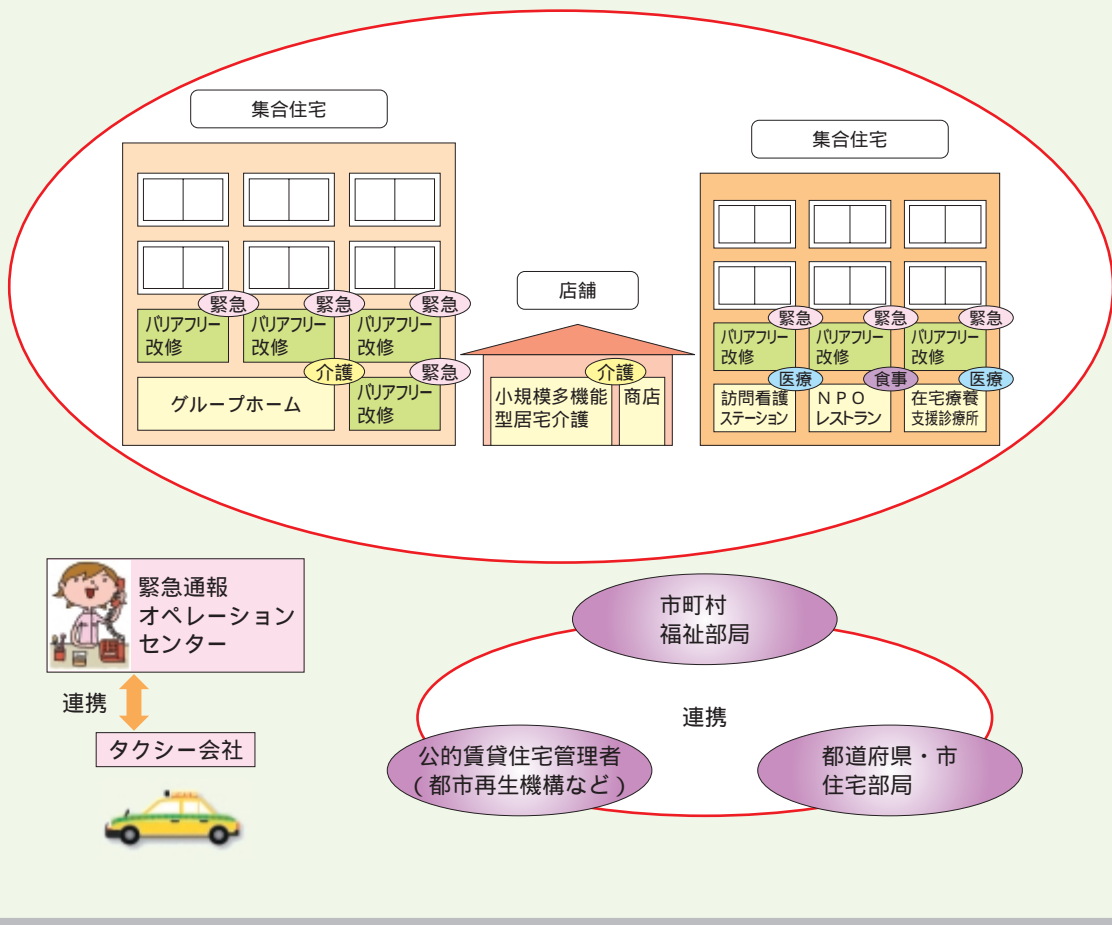 集合住宅
集合住宅
店舗
緊急
緊急
緊急
バリアフリー
改修
バリアフリー
改修
バリアフリー
改修
介護
緊急
グループホーム
バリアフリー
改修
介護
小規模多機能
型居宅介護
商店
緊急
緊急
緊急
バリアフリー
改修
バリアフリー
改修
バリアフリー
改修
医療
食事
医療
訪問看護
ステーション
ＮＰＯ
レストラン
在宅療養
支援診療所
緊急通報
オペレーション
センター
連携
タクシー会社
市町村
福祉部局
連携
公的賃貸住宅管理者
（都市再生機構など）
都道府県・市
住宅部局